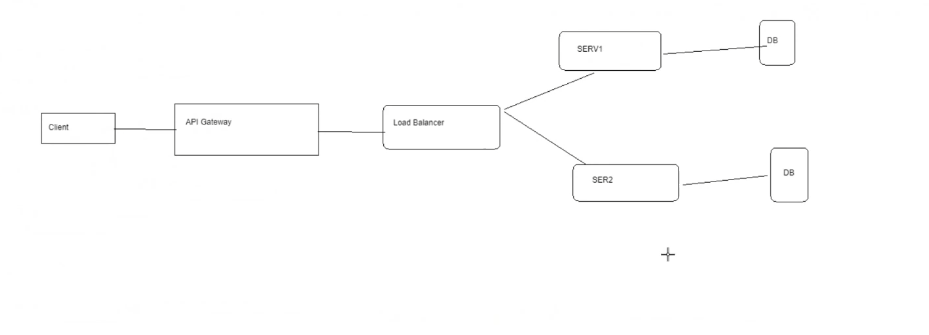 Client
API Gateway
Load Balancer
SERV1
DB
SER2
DB